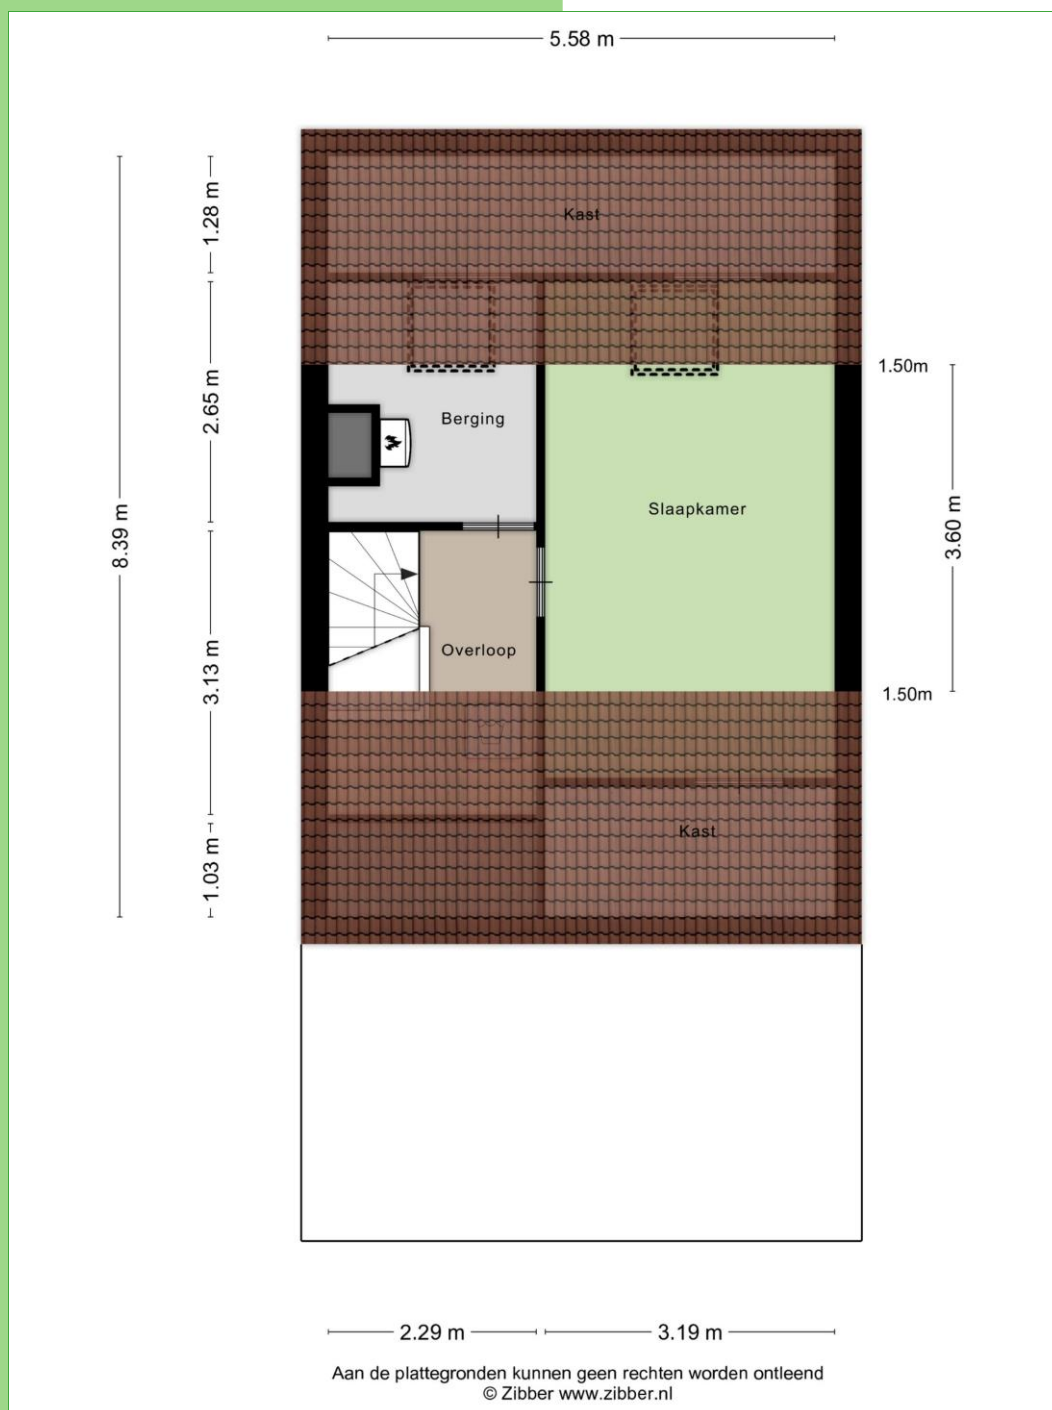 5.58 m
Kast
1.28 m
2.65 m
1.50m
Berging
8.39 m
Slaapkamer
3.60 m
Overloop
3.13 m
1.50m
Kast
1.03 m
2.29 m
3.19 m
Aan de plattegronden kunnen geen rechten worden ontleend
© Zibber www.zibber.nl